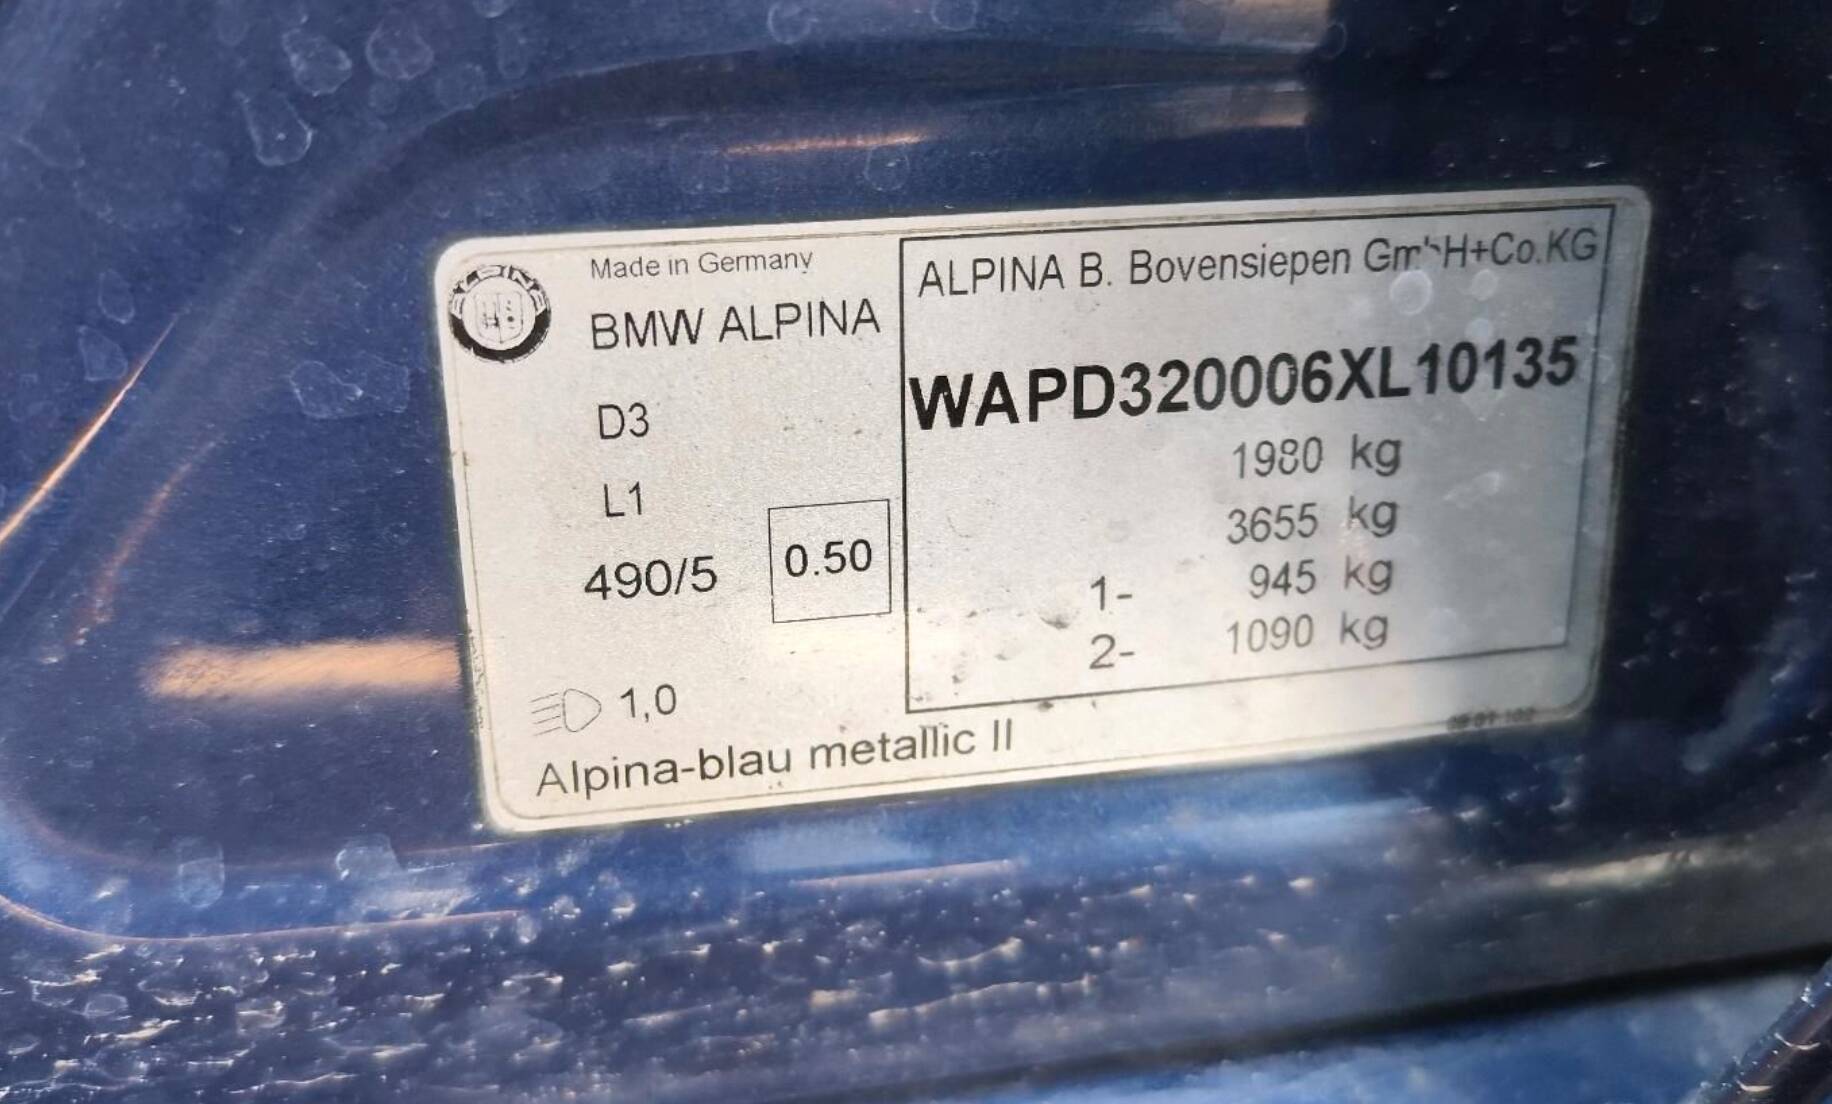 ALPINA
Made in Germany
BMW ALPINA
D3
L1
490/5
0.50
1,0
Alpina-blau metallic II
ALPINA B. Bovensiepen GmbH+Co.KG
WAPD320006XL10135
1980 kg
3655 kg
1- 945 kg
2- 1090 kg